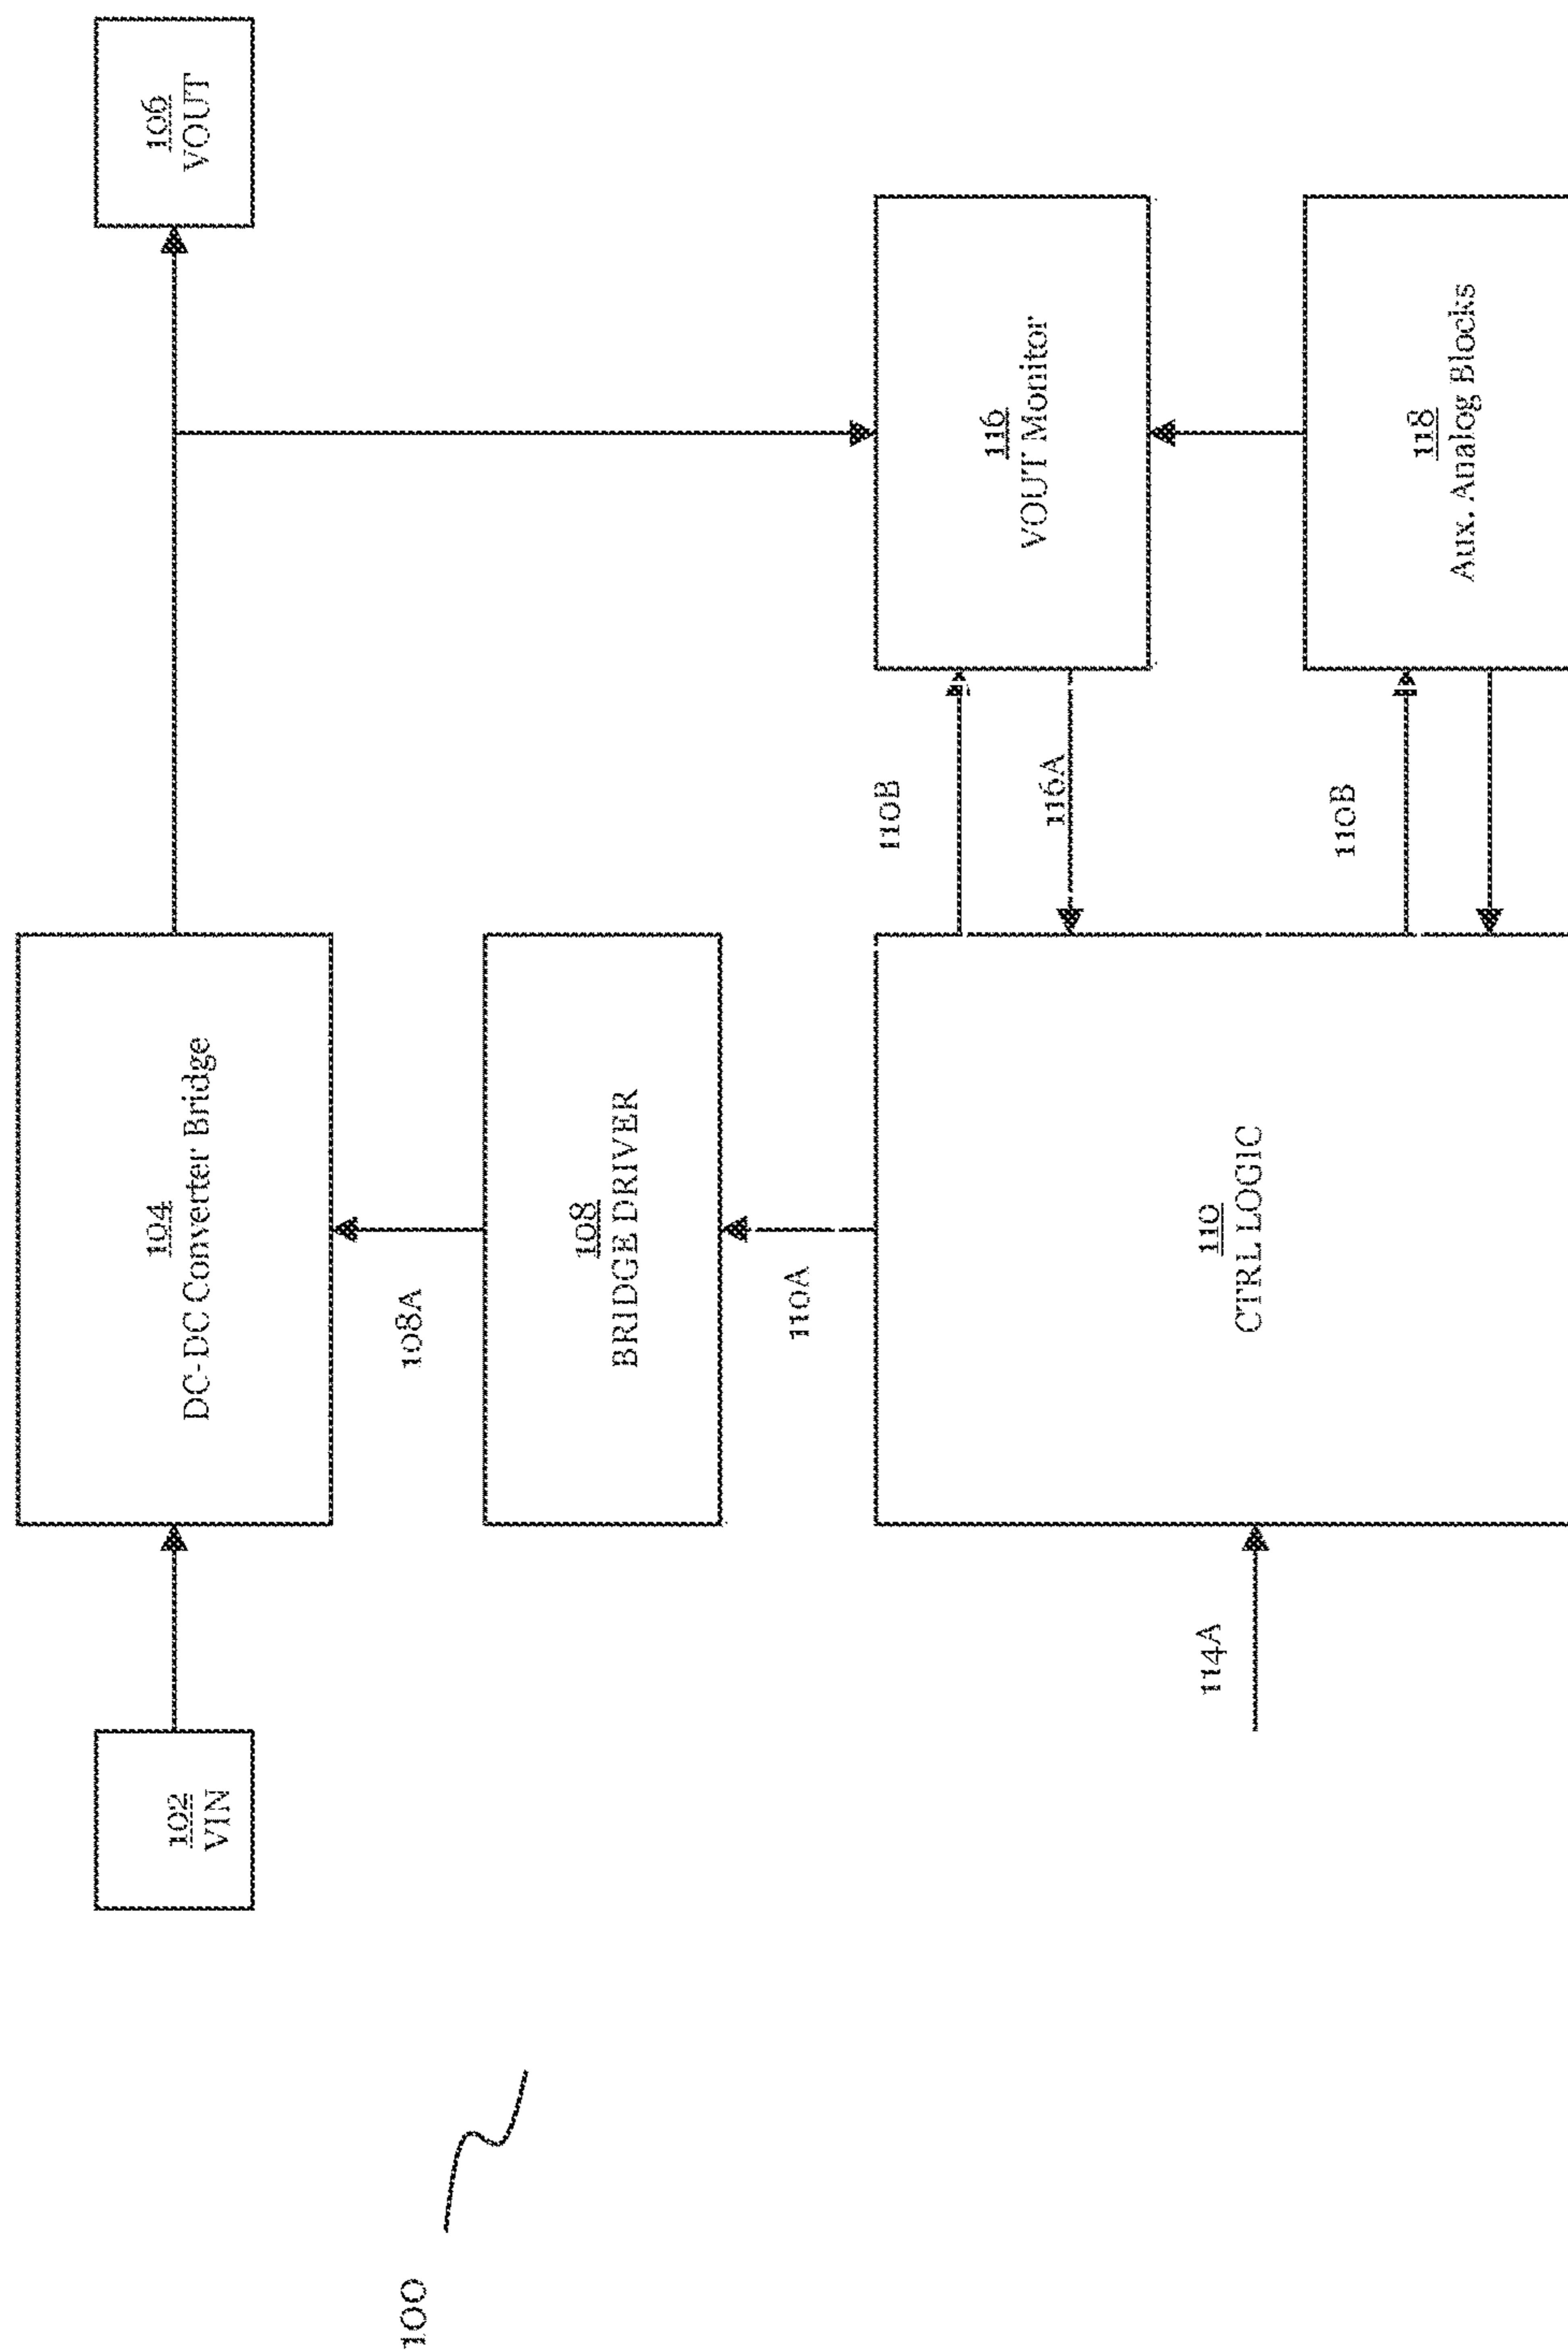 100
102
VIN
104
DC-DC Converter Bridge
106
VOUT
108A
108
BRIDGE DRIVER
110A
114A
110
CTRL LOGIC
110B
116A
110B
116
VOUT Monitor
118
Aux. Analog Blocks